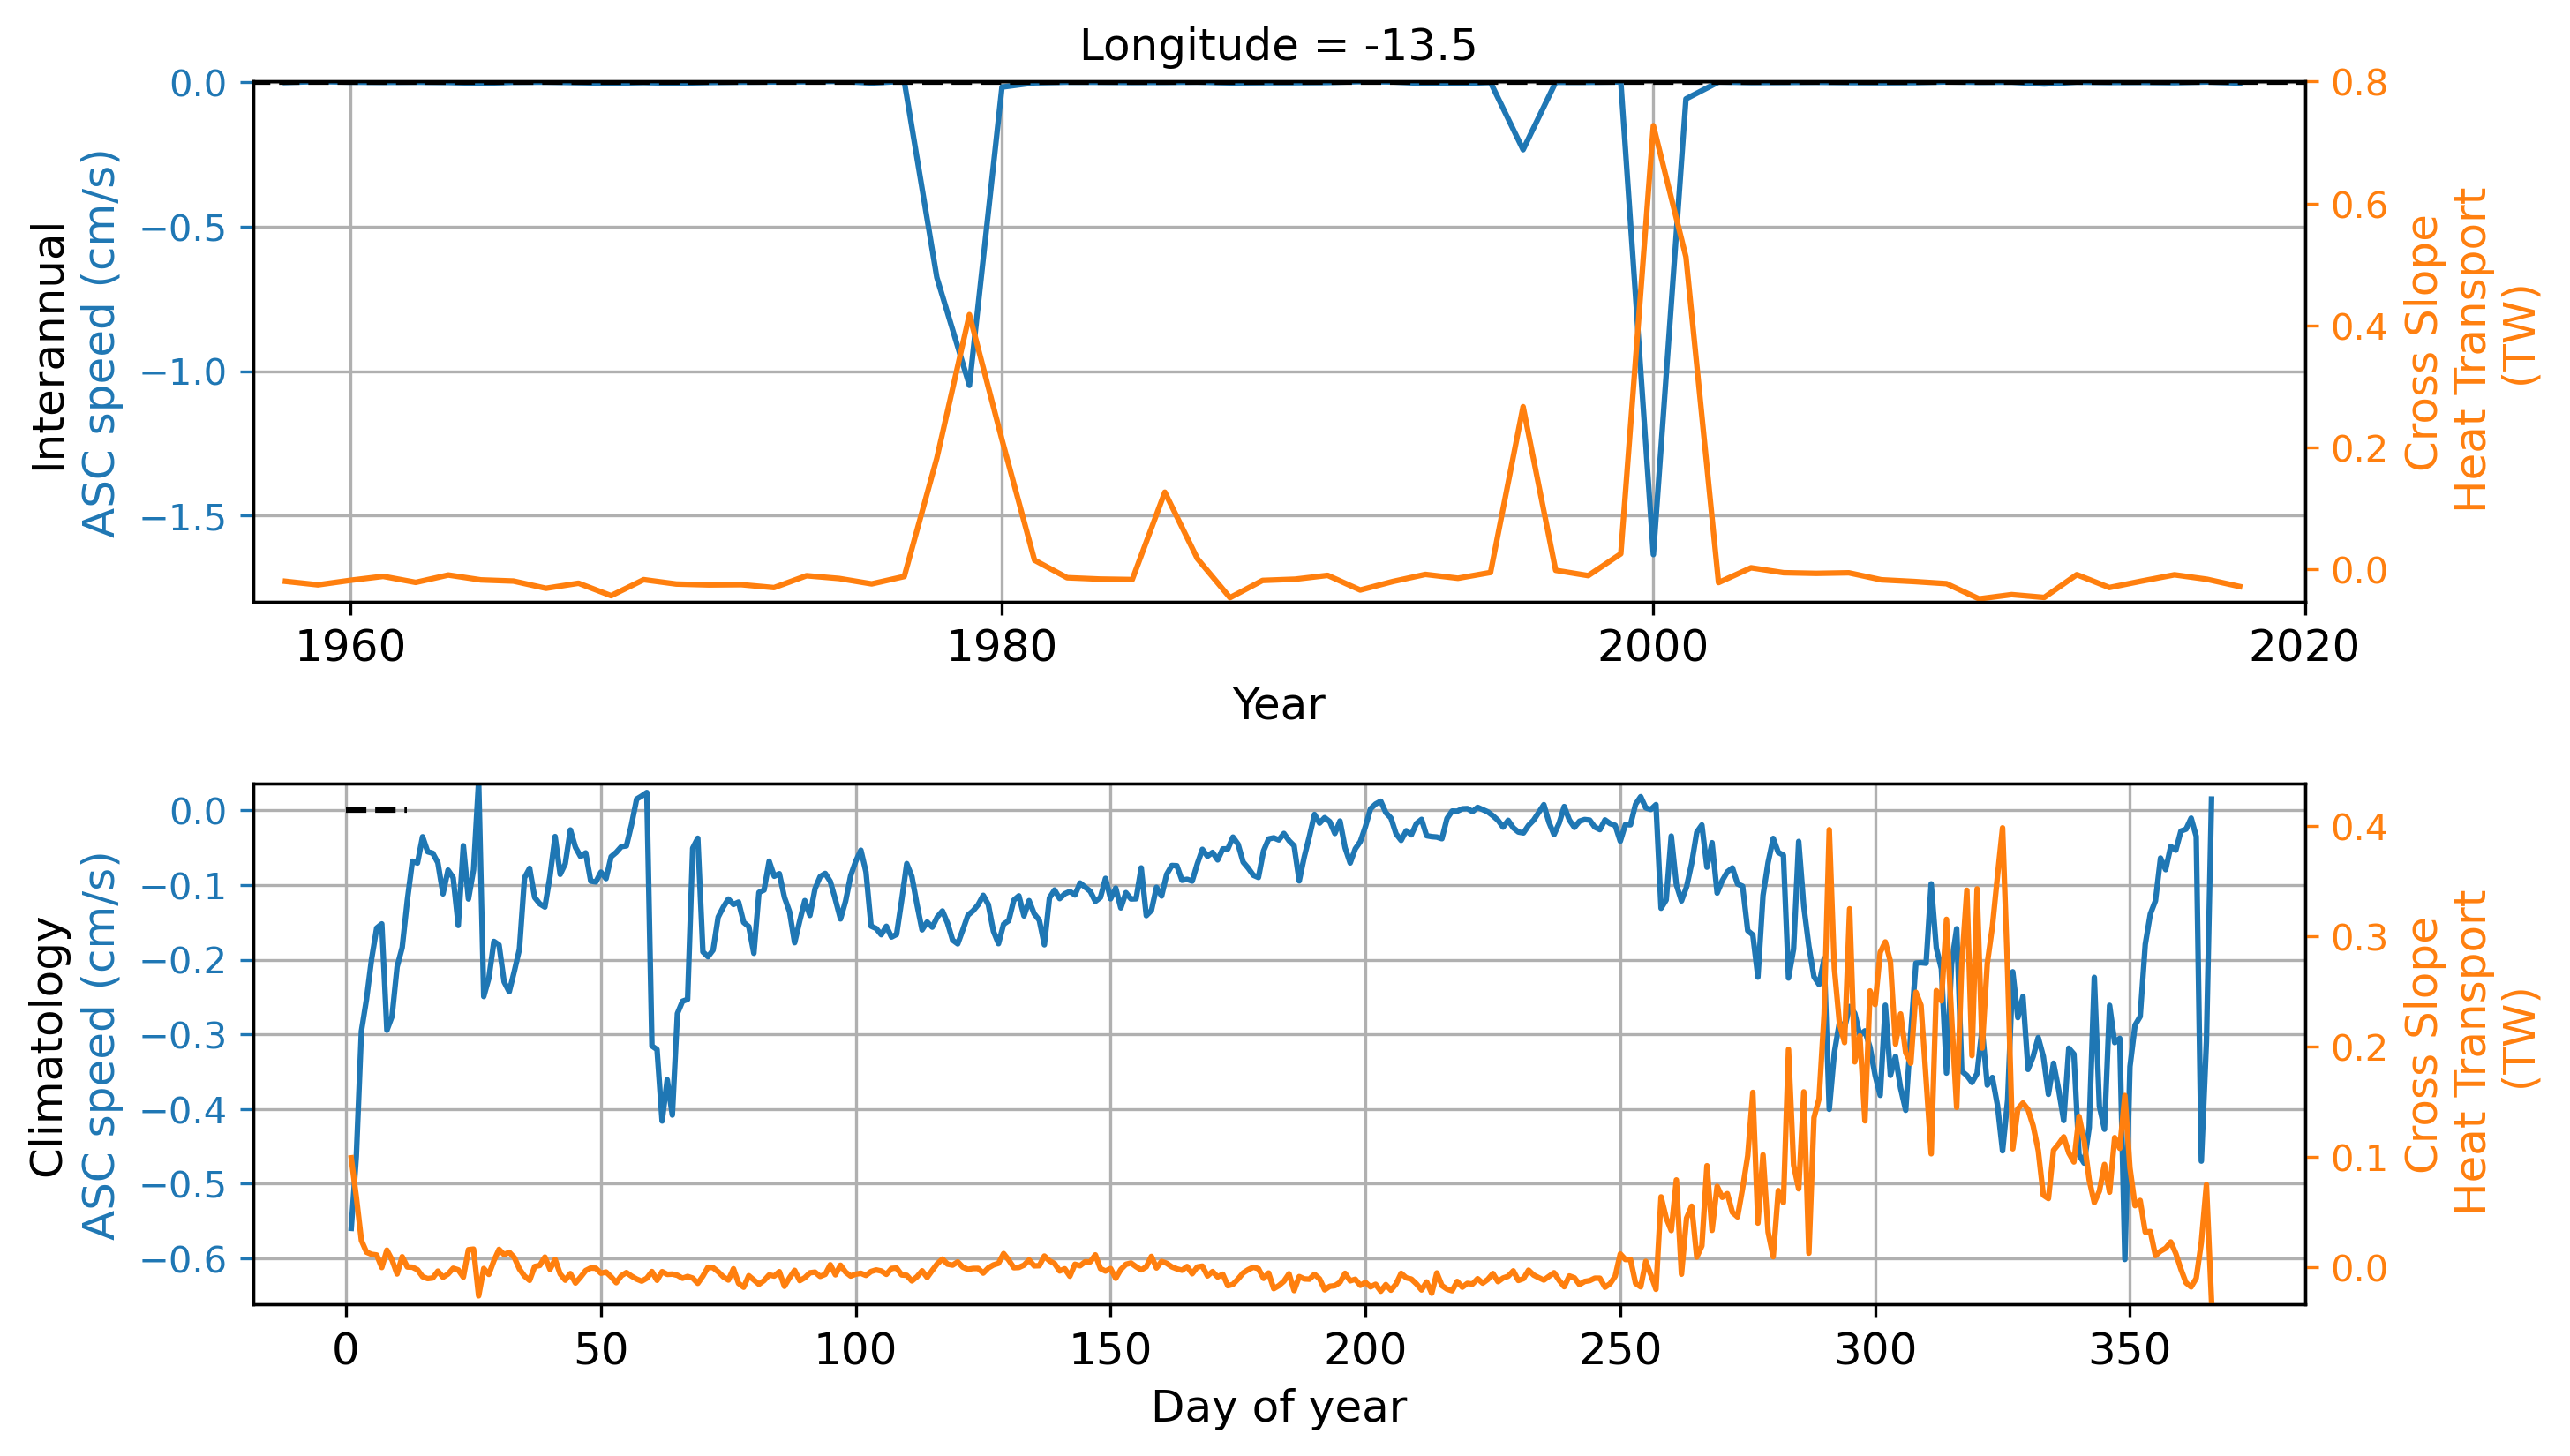 Longitude = -13.5
Interannual
ASC speed (cm/s)
0.0
−0.5
−1.0
−1.5
0.8
0.6
0.4
0.2
0.0
Cross Slope
Heat Transport
(TW)
1960 1980 2000 2020
Year
Climatology
ASC speed (cm/s)
0.0
−0.1
−0.2
−0.3
−0.4
−0.5
−0.6
0.4
0.3
0.2
0.1
0.0
Cross Slope
Heat Transport
(TW)
0 50 100 150 200 250 300 350
Day of year